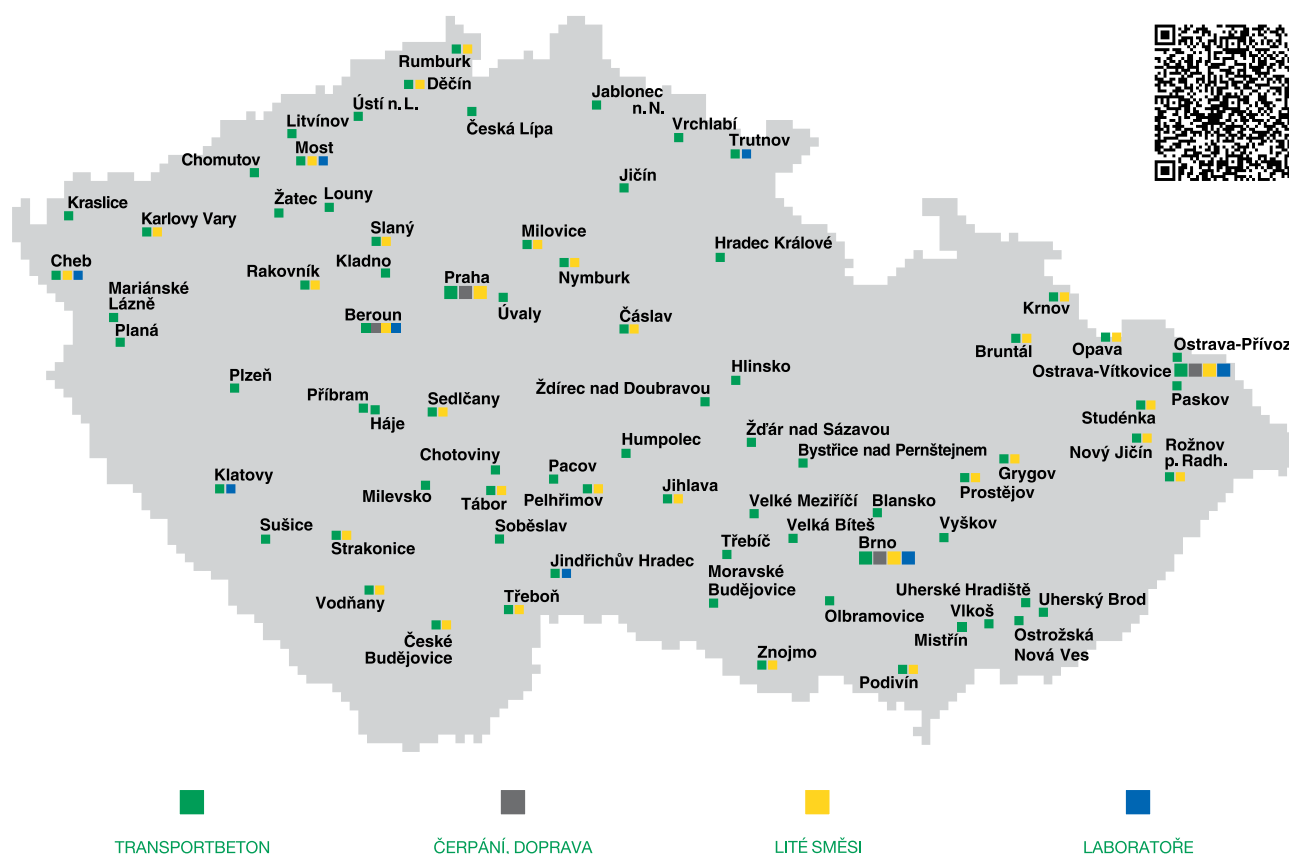 Rumburk
Děčín
Ústí n. L.
Česká Lípa
Jablonec
n. N.
Litvínov
Vrchlabí
Most
Trutnov
Chomutov
Jičín
Žatec
Louny
Kraslice
Karlovy Vary
Slaný
Milovice
Hradec Králové
Cheb
Rakovník
Kladno
Praha
Nymburk
Mariánské
Lázně
Úvaly
Krnov
Beroun
Čáslav
Planá
Bruntál
Opava
Ostrava-Přívoz
Ostrava-Vítkovice
Hlinsko
Plzeň
Ždírec nad Doubravou
Paskov
Příbram
Sedlčany
Háje
Studénka
Žďár nad Sázavou
Humpolec
Bystřice nad Pernštejnem
Nový Jičín
Rožnov
p. Radh.
Chotoviny
Pacov
Grygov
Klatovy
Milevsko
Tábor
Pelhřimov
Jihlava
Prostějov
Velké Meziříčí
Blansko
Sušice
Strakonice
Soběslav
Velká Bíteš
Vyškov
Třebíč
Brno
Jindřichův Hradec
Moravské
Budějovice
Uherské Hradiště
Vodňany
Třeboň
Olbramovice
Vlkoš
Uherský Brod
České
Budějovice
Mistřín
Ostrožská
Nová Ves
Znojmo
Podivín
TRANSPORTBETON
ČERPÁNÍ, DOPRAVA
LITÉ SMĚSI
LABORATOŘE